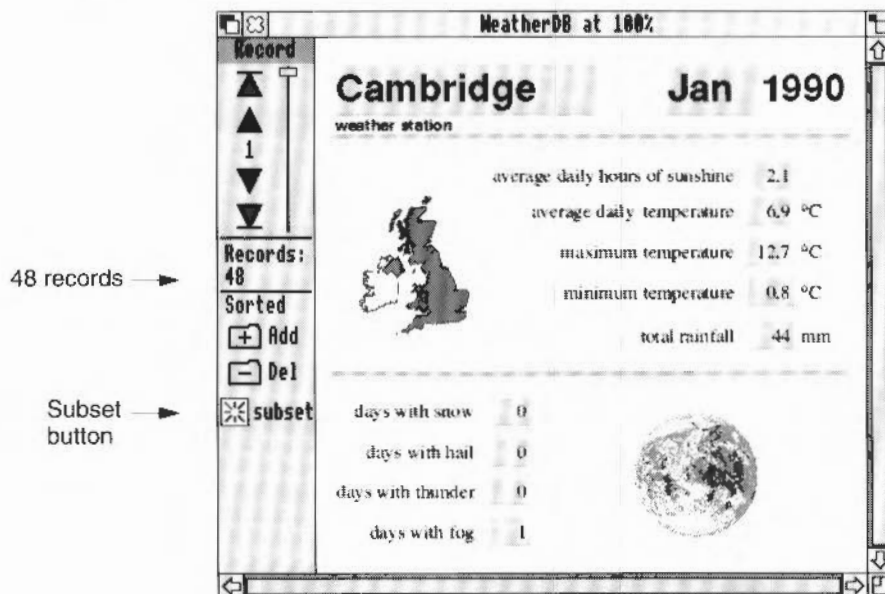 WeatherDB at 100%
Record
1
Records:
48
Sorted
Add
Del
subset
48 records
Subset
button
Cambridge Jan 1990
weather station
average daily hours of sunshine 2.1
average daily temperature 6.9 °C
maximum temperature 12.7 °C
minimum temperature 0.8 °C
total rainfall 44 mm
days with snow 0
days with hail 0
days with thunder 0
days with fog 1